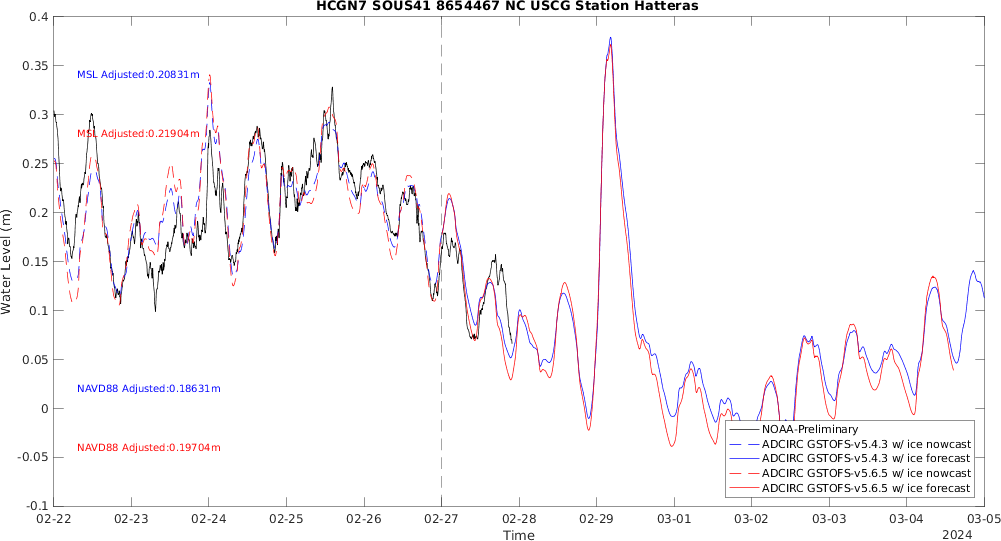 HCGN7 SOUS41 8654467 NC USCG Station Hatteras
Water Level (m)
0.4
0.35
0.3
0.25
0.2
0.15
0.1
0.05
0
-0.05
-0.1
MSL Adjusted:0.20831m
MSL Adjusted:0.21904m
NAVD88 Adjusted:0.18631m
NAVD88 Adjusted:0.19704m
NOAA-Preliminary
ADCIRC GSTOFS-v5.4.3 w/ ice nowcast
ADCIRC GSTOFS-v5.4.3 w/ ice forecast
ADCIRC GSTOFS-v5.6.5 w/ ice nowcast
ADCIRC GSTOFS-v5.6.5 w/ ice forecast
02-22 02-23 02-24 02-25 02-26 02-27 02-28 02-29 03-01 03-02 03-03 03-04 03-05
Time
2024